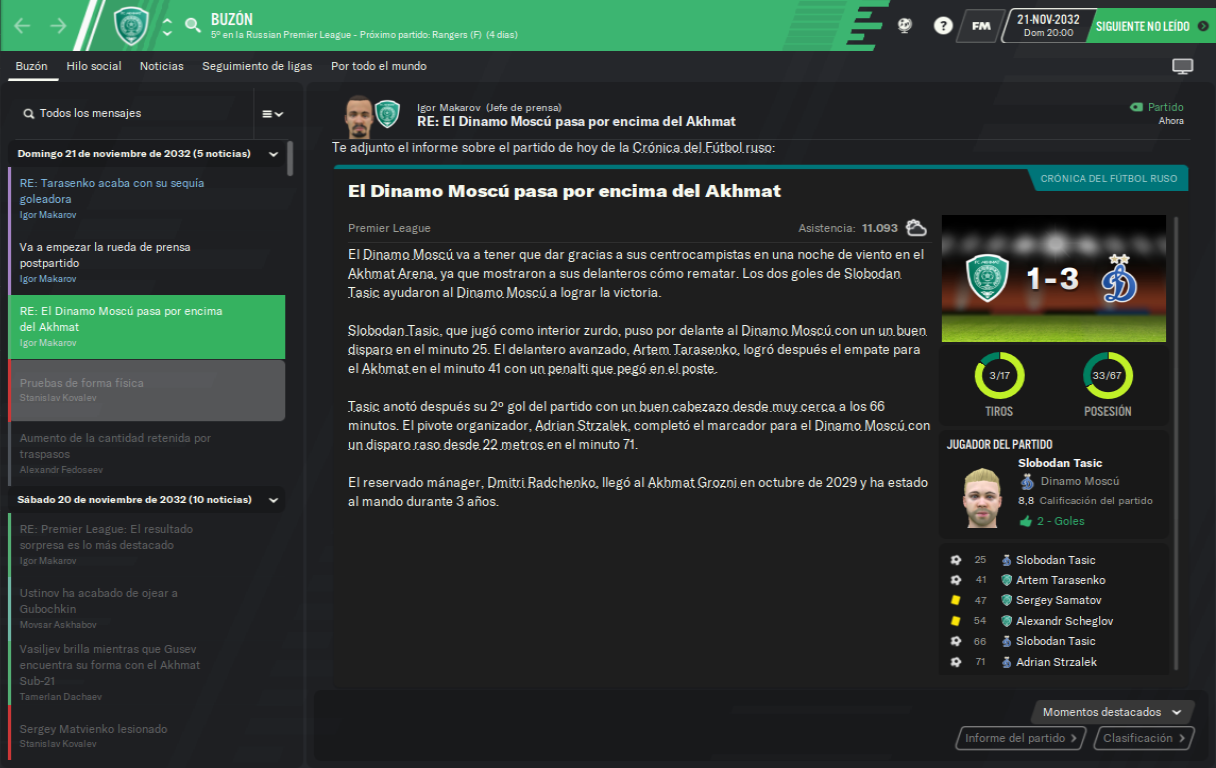 BUZÓN
5º en la Russian Premier League - Próximo partido: Rangers (F) (4 días)
?
FM
21-NOV-2032
Dom 20:00
SIGUIENTE NO LEÍDO
Buzón
Hilo social
Noticias
Seguimiento de ligas
Por todo el mundo
Todos los mensajes
Domingo 21 de noviembre de 2032 (5 noticias)
RE: Tarasenko acaba con su sequía
goleadora
Igor Makarov
Va a empezar la rueda de prensa
postpartido
Igor Makarov
RE: El Dinamo Moscú pasa por encima
del Akhmat
Igor Makarov
Pruebas de forma física
Stanislav Kovalev
Aumento de la cantidad retenida por
traspasos
Alexandr Fedoseev
Sábado 20 de noviembre de 2032 (10 noticias)
RE: Premier League: El resultado
sorpresa es lo más destacado
Igor Makarov
Ustinov ha acabado de ojear a
Gubochkin
Movsar Askhabov
Vasiljev brilla mientras que Gusev
encuentra su forma con el Akhmat
Sub-21
Tamerlan Dachaev
Sergey Matvienko lesionado
Stanislav Kovalev
Igor Makarov (Jefe de prensa)
RE: El Dinamo Moscú pasa por encima del Akhmat
Partido
Ahora
Te adjunto el informe sobre el partido de hoy de la Crónica del Fútbol ruso:
CRÓNICA DEL FÚTBOL RUSO
El Dinamo Moscú pasa por encima del Akhmat
Premier League
Asistencia: 11.093
El Dinamo Moscú va a tener que dar gracias a sus centrocampistas en una noche de viento en el
Akhmat Arena, ya que mostraron a sus delanteros cómo rematar. Los dos goles de Slobodan
Tasic ayudaron al Dinamo Moscú a lograr la victoria.
Slobodan Tasic, que jugó como interior zurdo, puso por delante al Dinamo Moscú con un un buen
disparo en el minuto 25. El delantero avanzado, Artem Tarasenko, logró después el empate para
el Akhmat en el minuto 41 con un penalti que pegó en el poste.
Tasic anotó después su 2º gol del partido con un buen cabezazo desde muy cerca a los 66
minutos. El pivote organizador, Adrian Strzalek, completó el marcador para el Dinamo Moscú con
un disparo raso desde 22 metros en el minuto 71.
El reservado mánager, Dmitri Radchenko, llegó al Akhmat Grozni en octubre de 2029 y ha estado
al mando durante 3 años.
1-3
3/17
TIROS
33/67
POSESIÓN
JUGADOR DEL PARTIDO
Slobodan Tasic
Dinamo Moscú
8,8 Calificación del partido
2 - Goles
25 Slobodan Tasic
41 Artem Tarasenko
47 Sergey Samatov
54 Alexandr Scheglov
66 Slobodan Tasic
71 Adrian Strzalek
Momentos destacados
Informe del partido
Clasificación